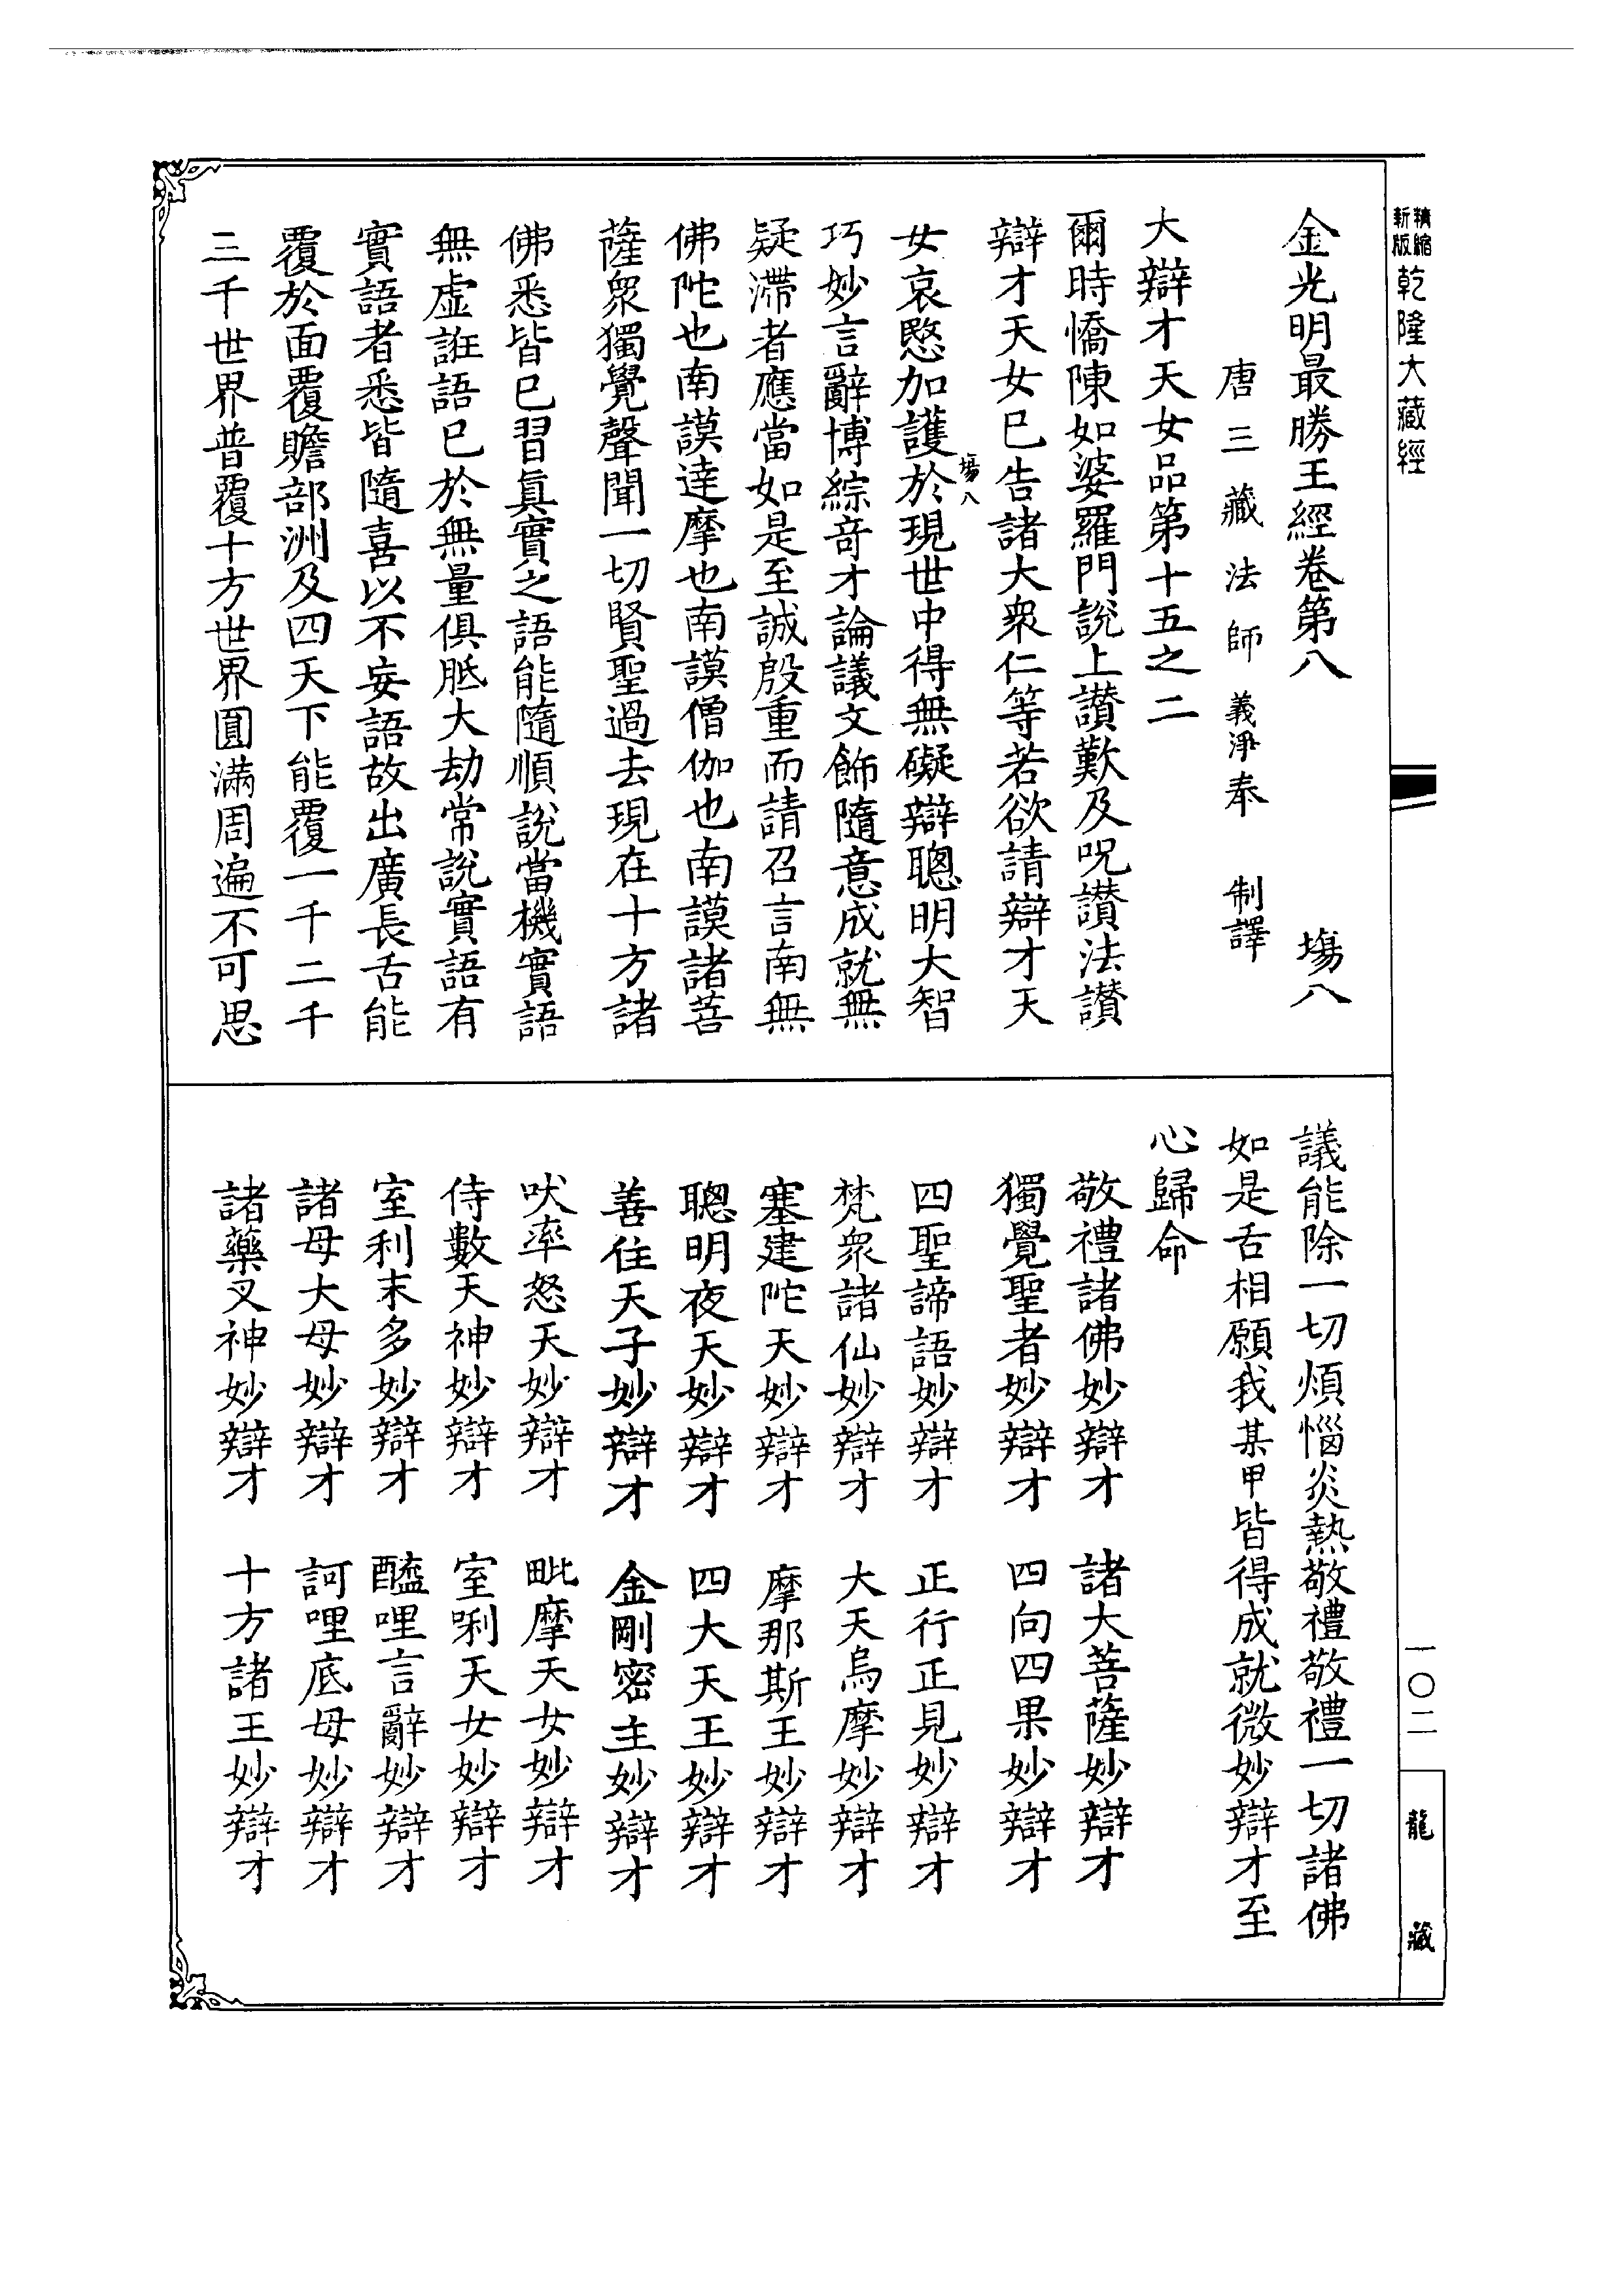 精縮新版乾隆大藏經
金光明最勝王經卷第八　場八
唐三藏法師義淨奉　制譯
大辯才天女品第十五之二
爾時憍陳如婆羅門說上讚歎及呪讚法讚
辯才天女已告諸大衆仁等若欲請辯才天
女哀愍加護於現世中得無礙辯聰明大智
場八
巧妙言辭博綜竒才論議文飾隨意成就無
疑滯者應當如是至誠殷重而請召言南無
佛陀也南謨達摩也南謨僧伽也南謨諸菩
薩衆獨覺聲聞一切賢聖過去現在十方諸
佛悉皆已習眞實之語能隨順說當機實語
無虛誑語已於無量俱胝大劫常說實語有
實語者悉皆隨喜以不妄語故出廣長舌能
覆於面覆贍部洲及四天下能覆一千二千
三千世界普覆十方世界圓滿周遍不可思
議能除一切煩惱炎熱敬禮敬禮一切諸佛
如是舌相願我某甲皆得成就微妙辯才至
心歸命
敬禮諸佛妙辯才　諸大菩薩妙辯才
獨覺聖者妙辯才　四向四果妙辯才
四聖諦語妙辯才　正行正見妙辯才
梵衆諸仙妙辯才　大天烏摩妙辯才
塞建陀天妙辯才　摩那斯王妙辯才
聰明夜天妙辯才　四大天王妙辯才
善住天子妙辯才　金剛密主妙辯才
吠率怒天妙辯才　毗摩天女妙辯才
侍數天神妙辯才　室唎天女妙辯才
室利末多妙辯才　醯哩言辭妙辯才
諸母大母妙辯才　訶哩底母妙辯才
諸藥叉神妙辯才　十方諸王妙辯才
一〇二
龍藏